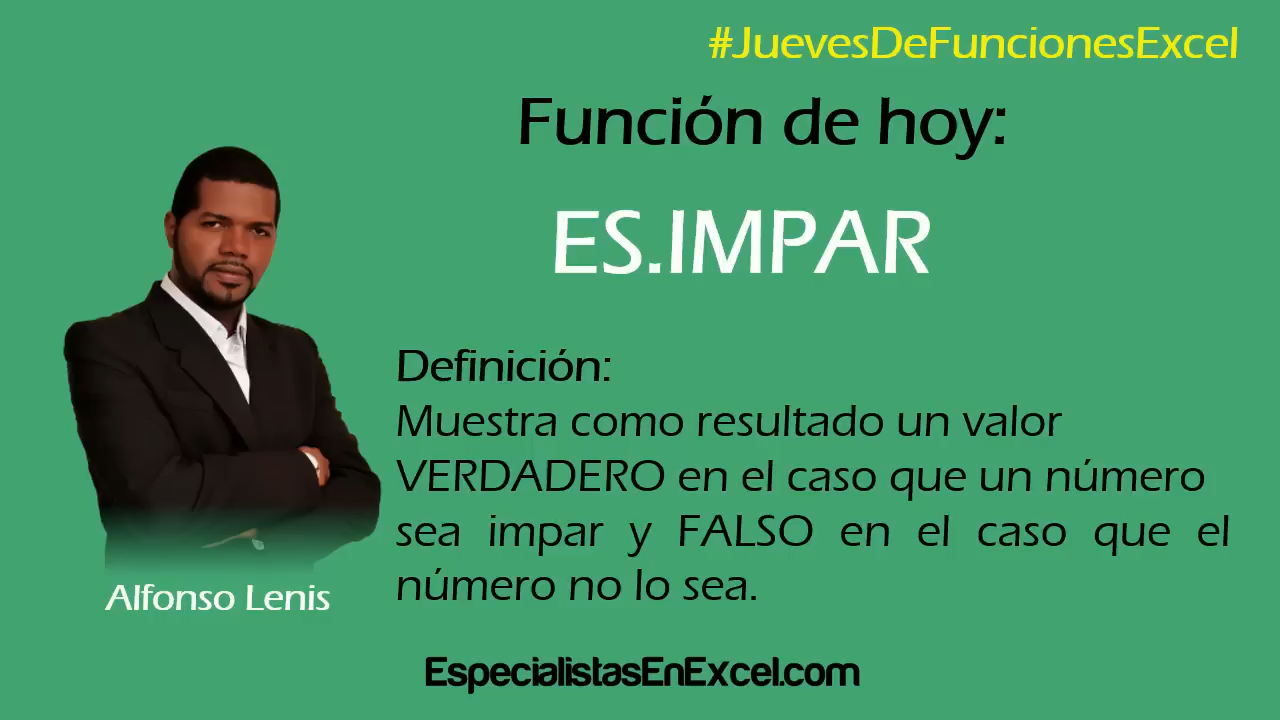 #JuevesDeFuncionesExcel
Función de hoy:
ES.IMPAR
Definición:
Muestra como resultado un valor
VERDADERO en el caso que un número
sea impar y FALSO en el caso que el
número no lo sea.
Alfonso Lenis
EspecialistasEnExcel.com